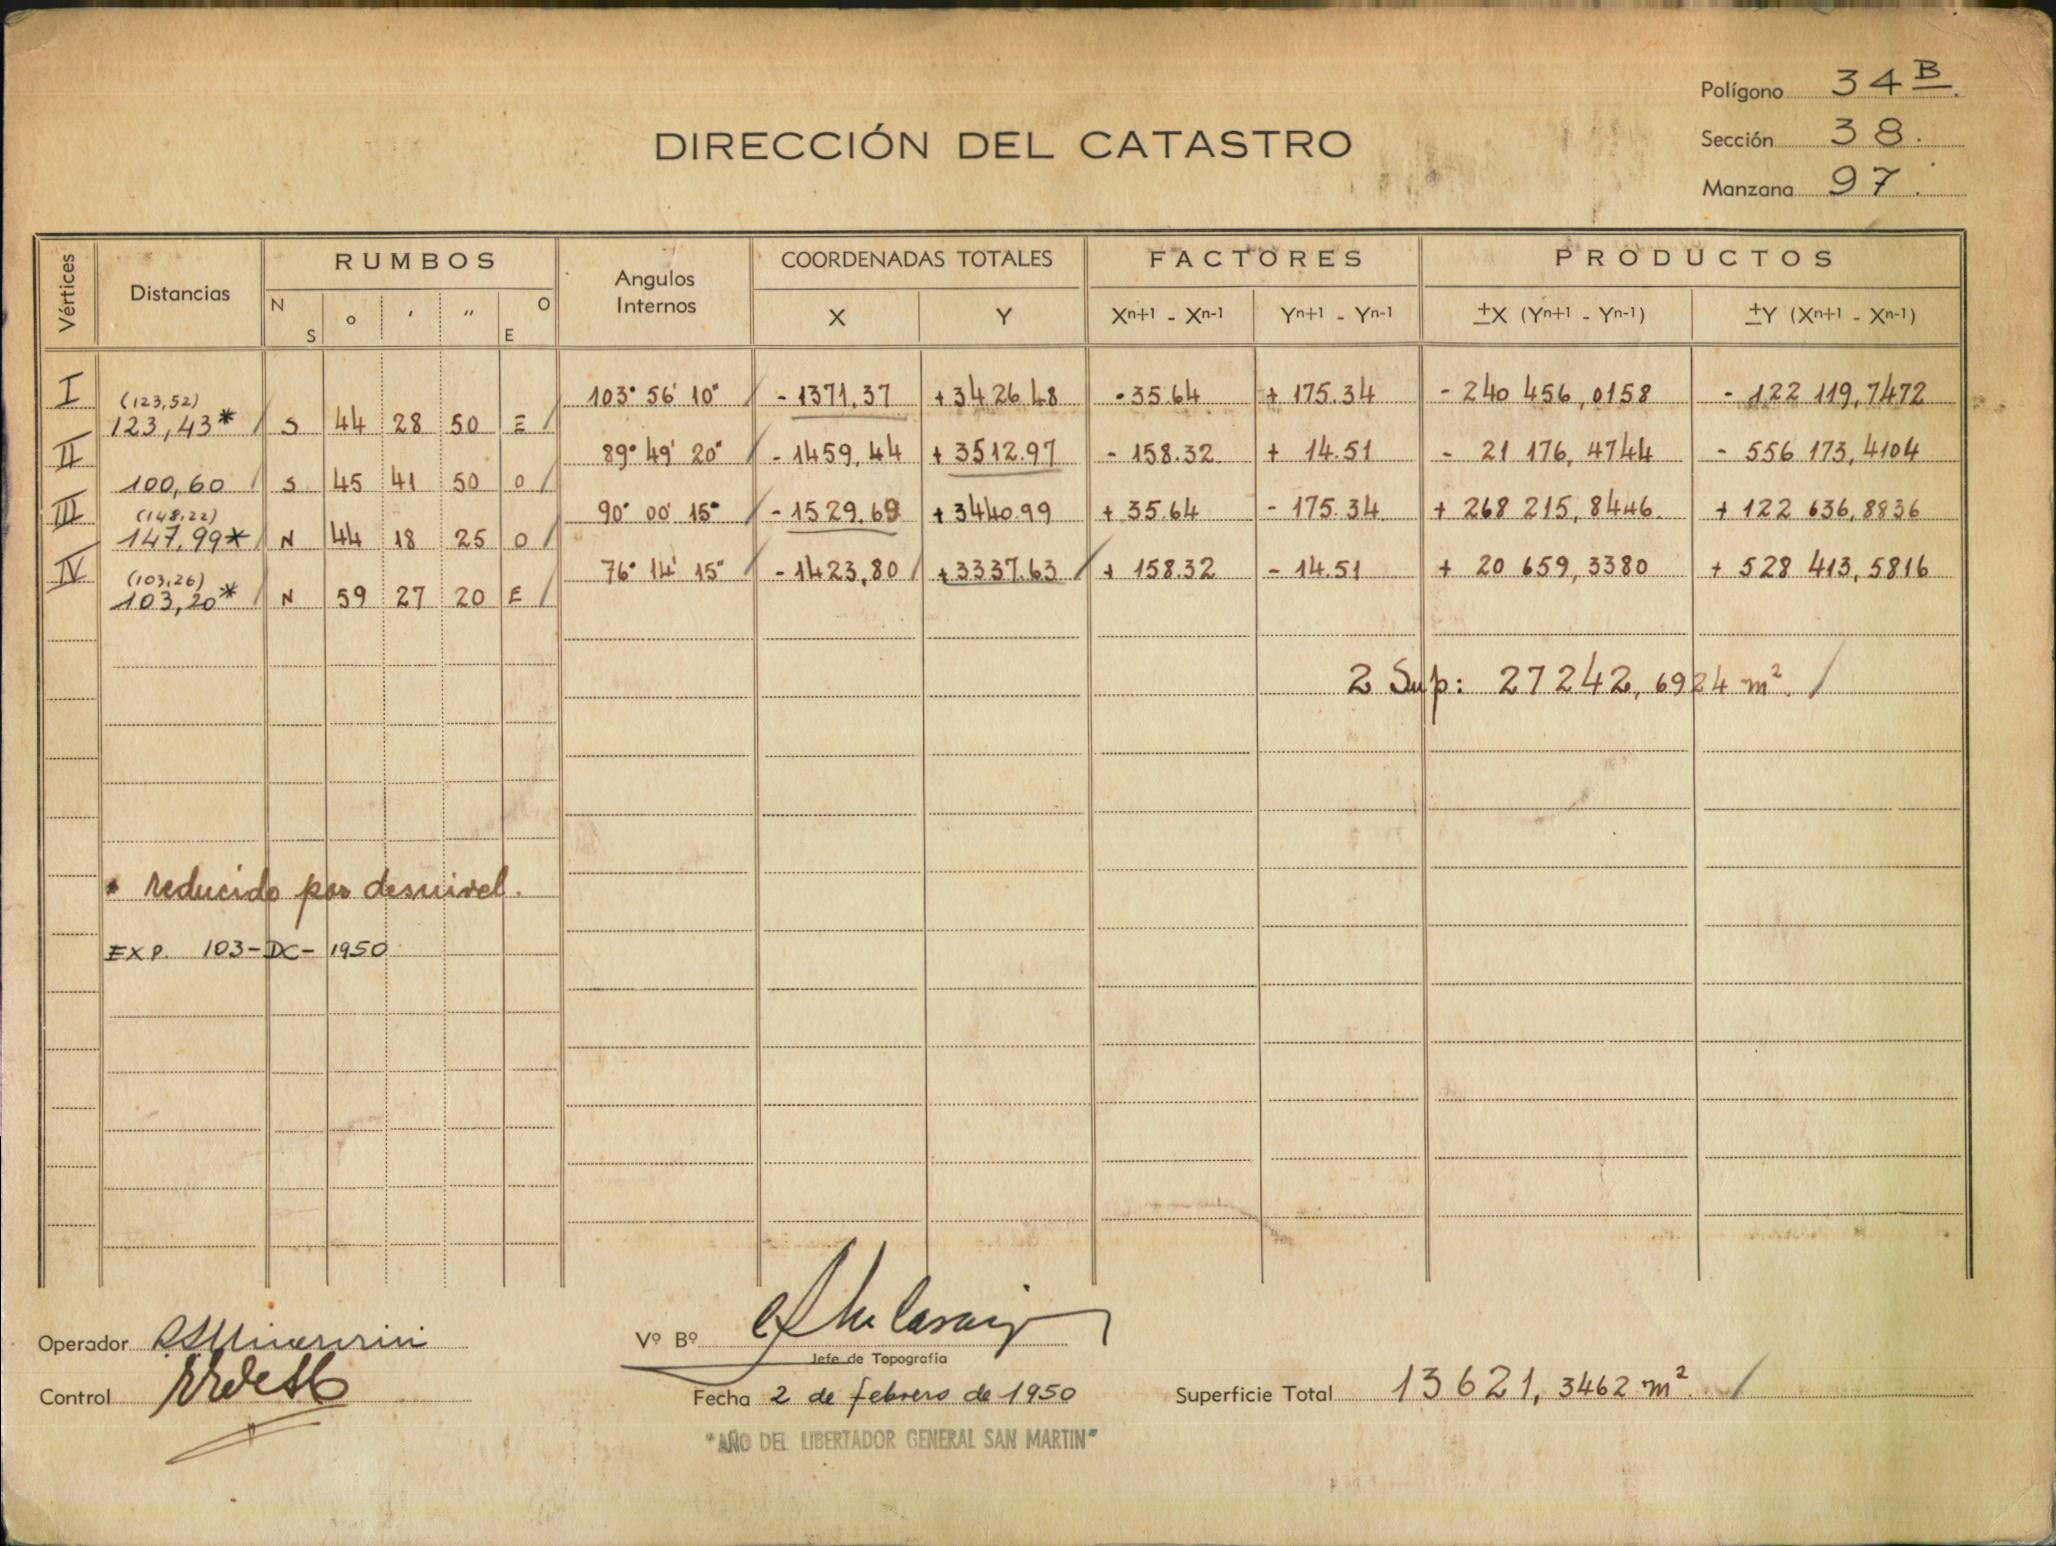 Polígono 34 B.
DIRECCIÓN DEL CATASTRO
Sección 38.
Manzana 97.
Vértices Distancias RUMBOS Angulos Internos COORDENADAS TOTALES FACTORES PRODUCTOS
N S ° ' '' O E X Y Xn+1 - Xn-1 Yn+1 - Yn-1 ±X (Yn+1 - Yn-1) ±Y (Xn+1 - Xn-1)
I 103° 56' 10" - 1371,37 + 3426.48 - 35.64 + 175.34 - 240 456,0158 - 122 119,7472
(123,52)
123,43* S 44 28 50 E
II 89° 49' 20" - 1459,44 + 3512.97 - 158.32 + 14.51 - 21 176,4744 - 556 173,4104
100,60 S 45 41 50 O
III 90° 00' 15" - 1529.69 + 3440.99 + 35.64 - 175.34 + 268 215,8446 + 122 636,8836
(148,22)
147,99* N 44 18 25 O
IV 76° 14' 15" - 1423,80 + 3337.63 + 158.32 - 14.51 + 20 659,3380 + 528 413,5816
(103,26)
103,20* N 59 27 20 E
2 Sup: 27242,6924 m².
* reducido por desnivel.
EXP. 103-DC-1950
Operador
Vº Bº
Jefe de Topografía
Control
Fecha 2 de febrero de 1950
Superficie Total 13621,3462 m².
"AÑO DEL LIBERTADOR GENERAL SAN MARTIN"